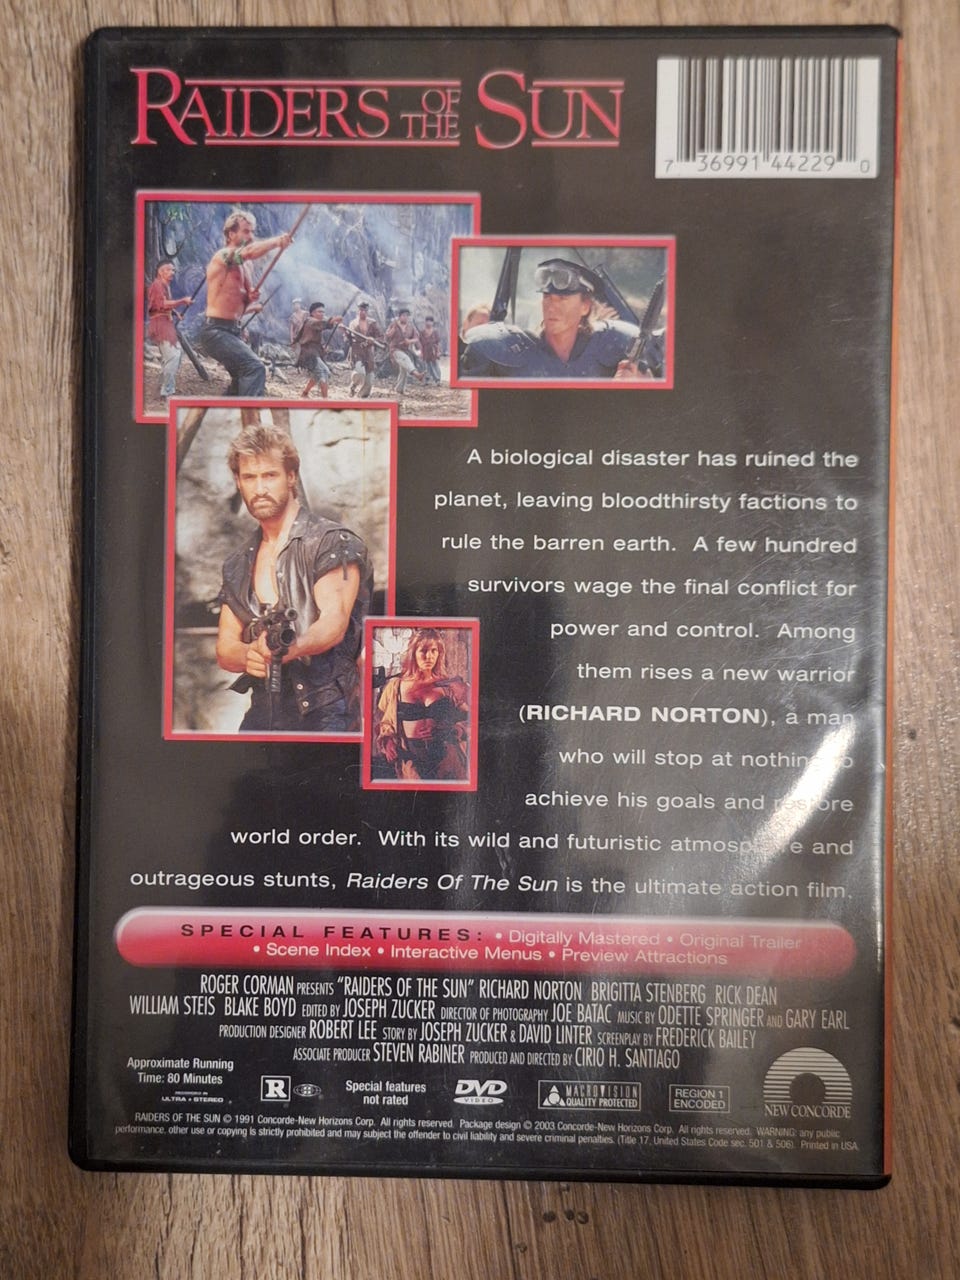 RAIDERS OF THE SUN
7 36991 44229 0
A biological disaster has ruined the
planet, leaving bloodthirsty factions to
rule the barren earth. A few hundred
survivors wage the final conflict for
power and control. Among
them rises a new warrior
(RICHARD NORTON), a man
who will stop at nothing to
achieve his goals and restore
world order. With its wild and futuristic atmosphere and
outrageous stunts, Raiders Of The Sun is the ultimate action film.
SPECIAL FEATURES: • Digitally Mastered • Original Trailer
• Scene Index • Interactive Menus • Preview Attractions
ROGER CORMAN PRESENTS "RAIDERS OF THE SUN" RICHARD NORTON BRIGITTA STENBERG RICK DEAN
WILLIAM STEIS BLAKE BOYD EDITED BY JOSEPH ZUCKER DIRECTOR OF PHOTOGRAPHY JOE BATAC MUSIC BY ODETTE SPRINGER AND GARY EARL
PRODUCTION DESIGNER ROBERT LEE STORY BY JOSEPH ZUCKER & DAVID LINTER SCREENPLAY BY FREDERICK BAILEY
ASSOCIATE PRODUCER STEVEN RABINER PRODUCED AND DIRECTED BY CIRIO H. SANTIAGO
Approximate Running
Time: 80 Minutes
RECORDED IN
ULTRA STEREO
R
Special features
not rated
DVD
VIDEO
MACROVISION
QUALITY PROTECTED
REGION 1
ENCODED
NEW CONCORDE
RAIDERS OF THE SUN © 1991 Concorde-New Horizons Corp. All rights reserved. Package design © 2003 Concorde-New Horizons Corp. All rights reserved. WARNING: any public
performance, other use or copying is strictly prohibited and may subject the offender to civil liability and severe criminal penalties. (Title 17, United States Code sec. 501 & 506). Printed in USA